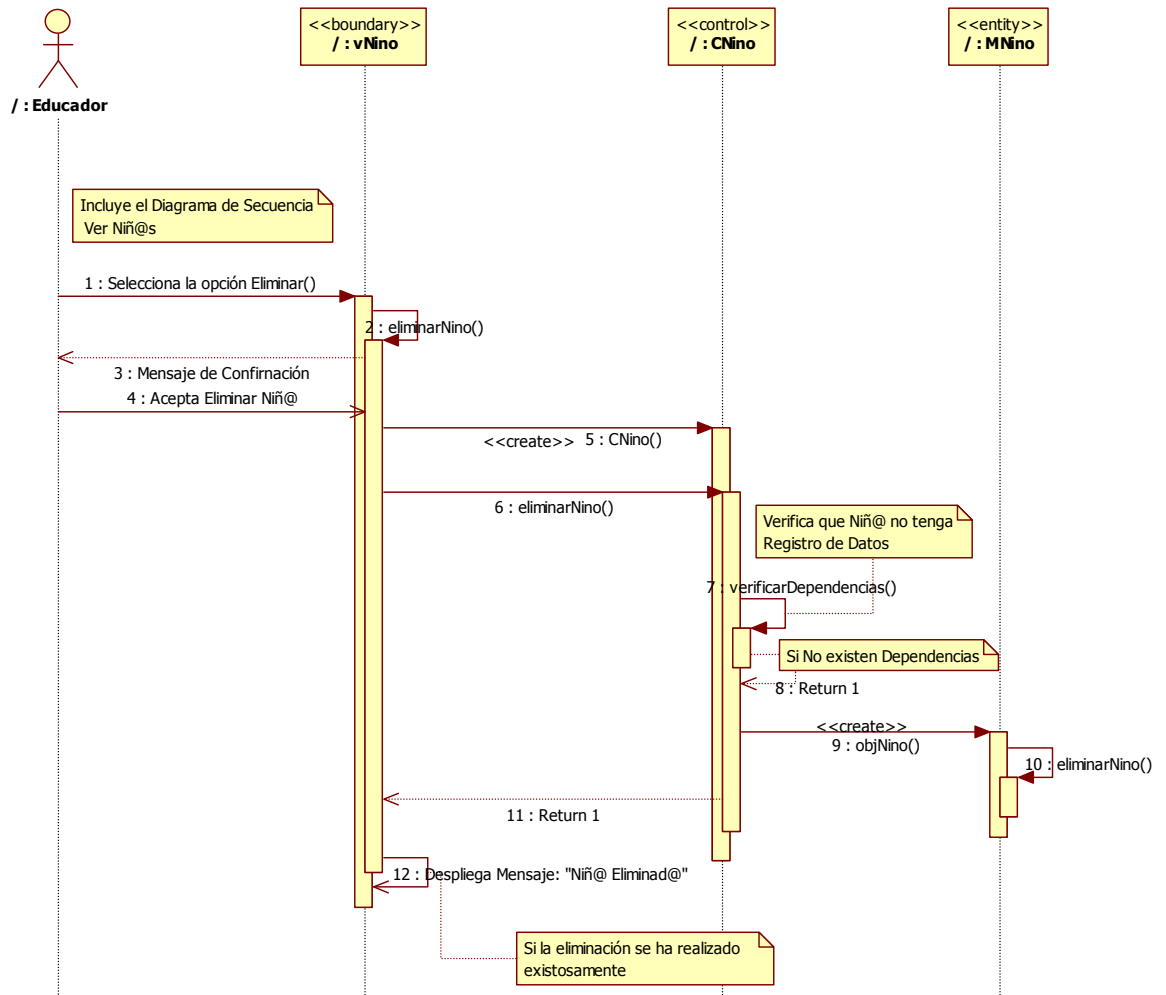 <<boundary>>
/ : vNino
<<control>>
/ : CNino
<<entity>>
/ : MNino
/ : Educador
Incluye el Diagrama de Secuencia
Ver Niñ@s
1 : Selecciona la opción Eliminar()
2 : eliminarNino()
3 : Mensaje de Confirnación
4 : Acepta Eliminar Niñ@
<<create>> 5 : CNino()
6 : eliminarNino()
Verifica que Niñ@ no tenga
Registro de Datos
7 : verificarDependencias()
Si No existen Dependencias
8 : Return 1
<<create>>
9 : objNino()
10 : eliminarNino()
11 : Return 1
12 : Despliega Mensaje: "Niñ@ Eliminad@"
Si la eliminación se ha realizado
existosamente